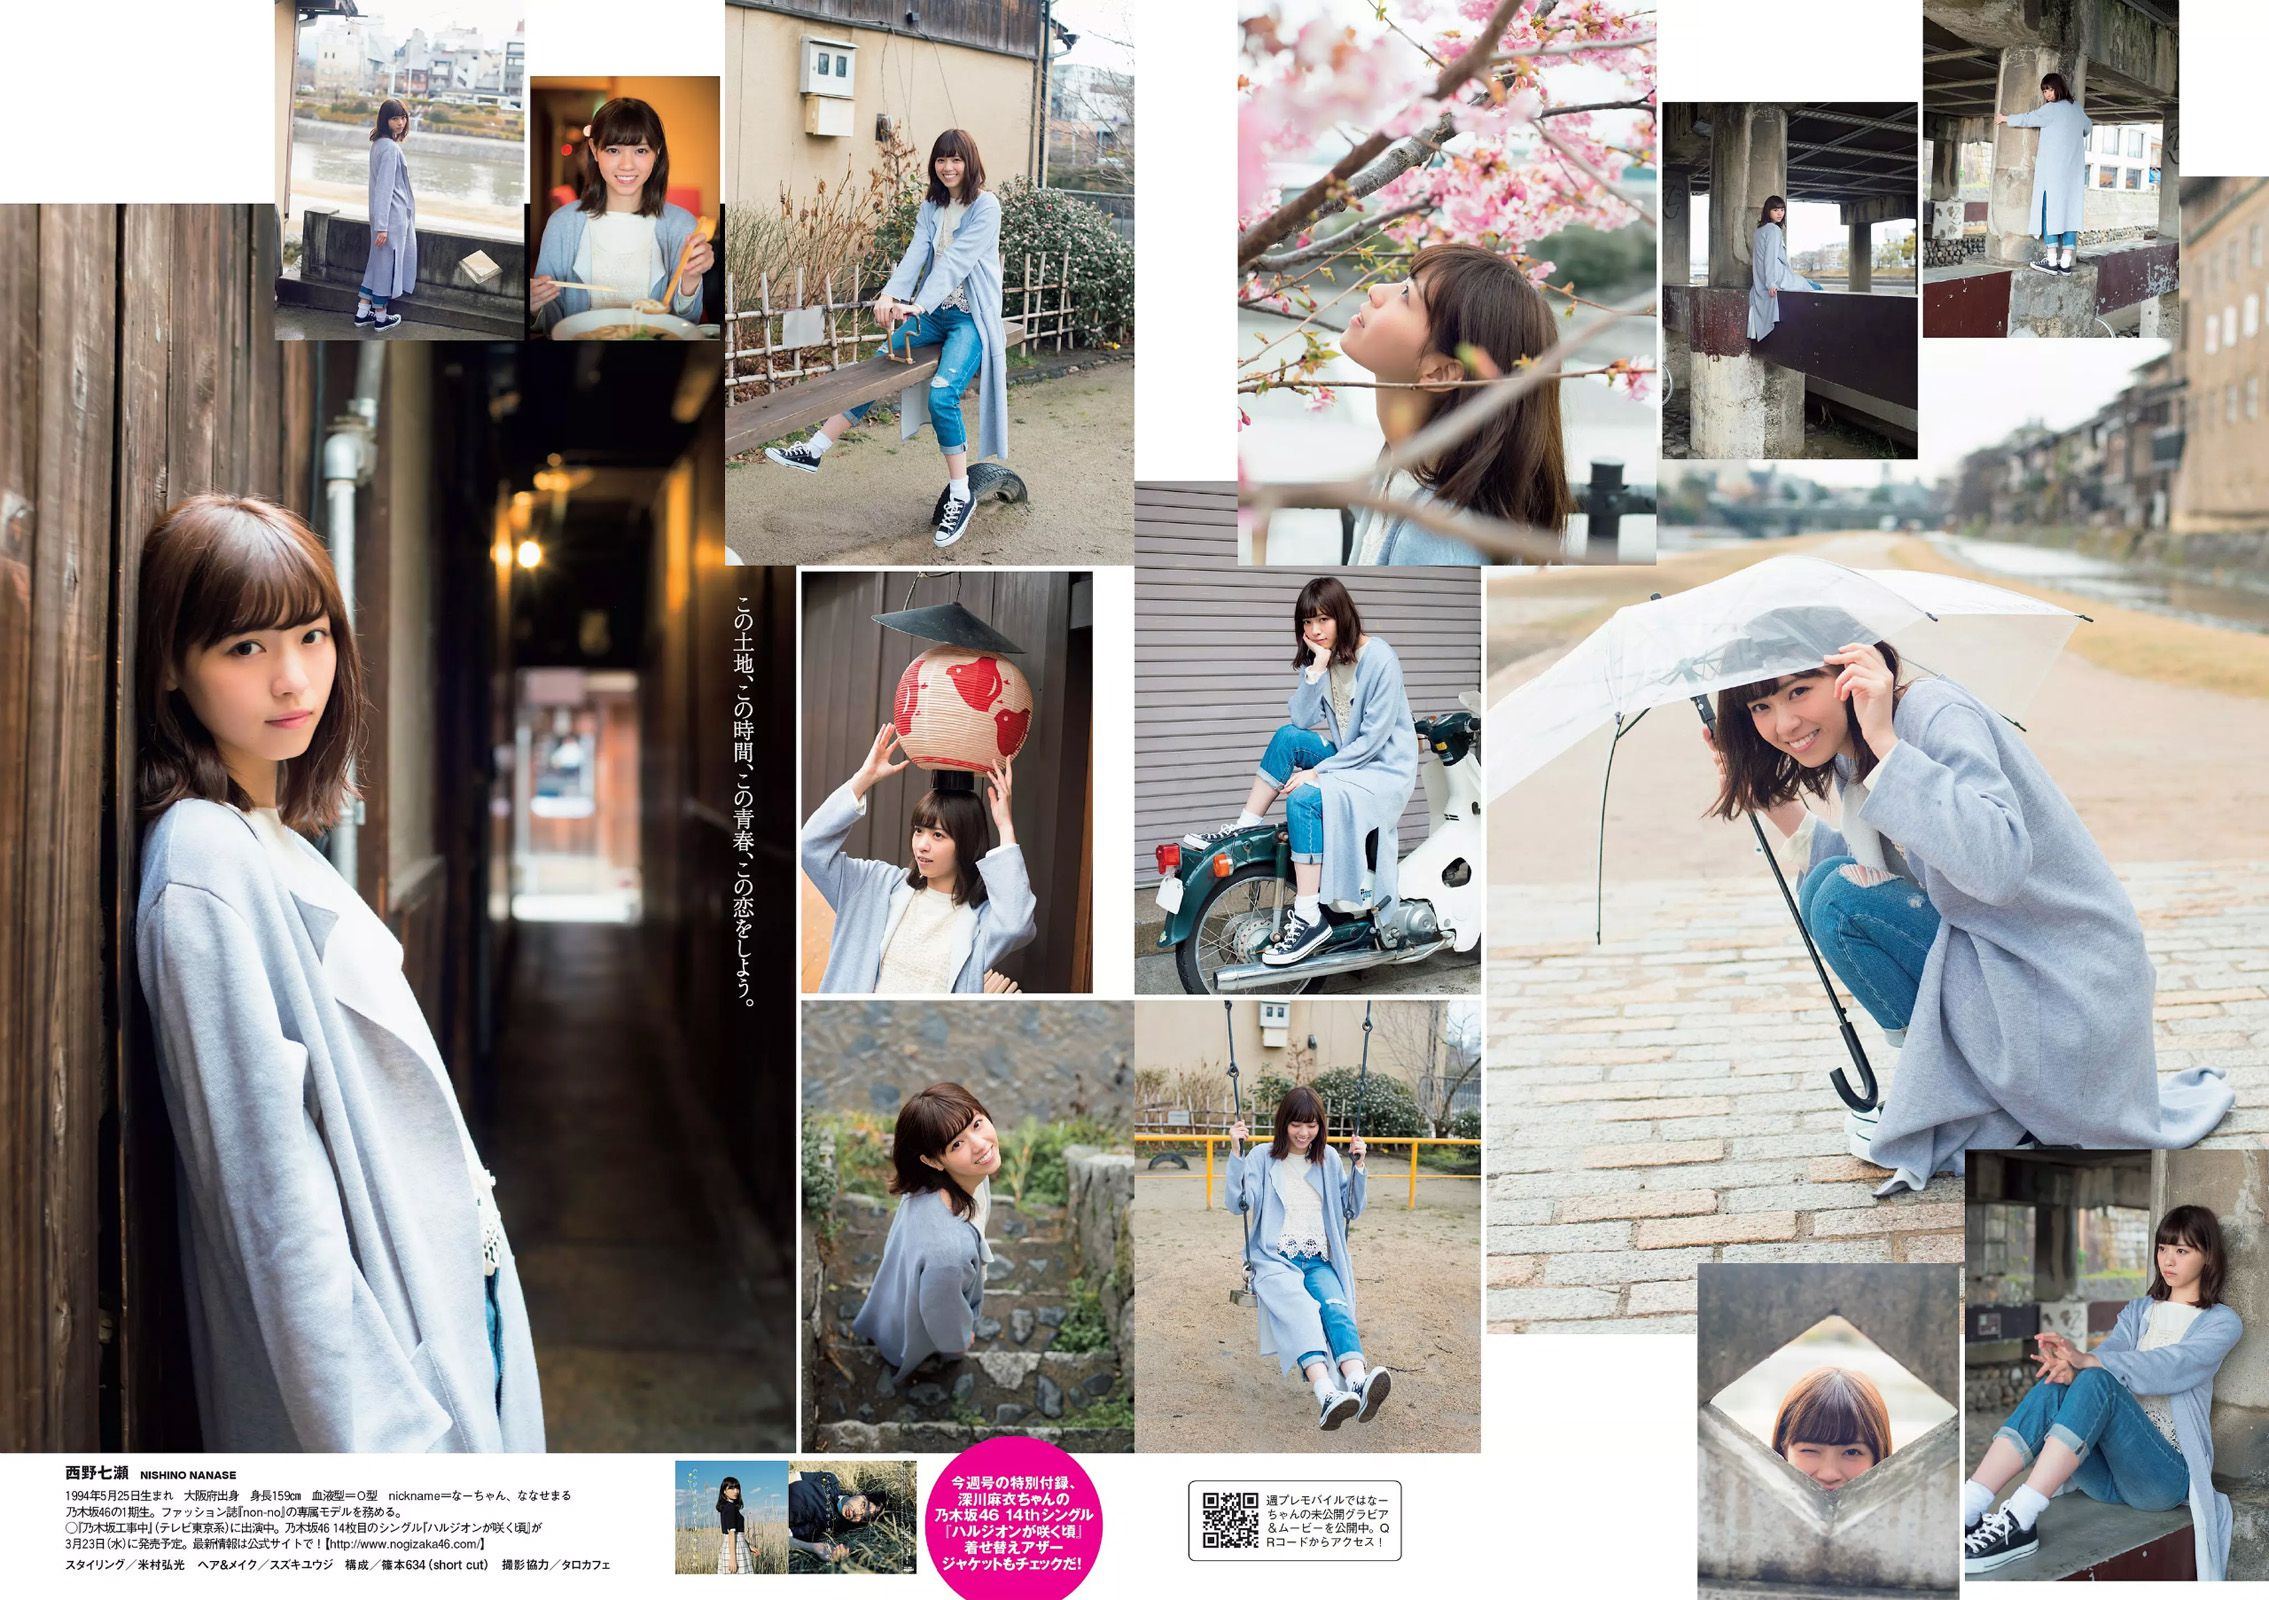 この土地、この時間、この青春、この恋をしよう。
西野七瀬 NISHINO NANASE
1994年5月25日生まれ 大阪府出身 身長159㎝ 血液型=O型 nickname=なーちゃん、ななせまる
乃木坂46の1期生。ファッション誌『non-no』の専属モデルを務める。
○『乃木坂工事中』(テレビ東京系)に出演中。乃木坂46 14枚目のシングル『ハルジオンが咲く頃』が
3月23日(水)に発売予定。最新情報は公式サイトで!【http://www.nogizaka46.com/】
スタイリング/米村弘光 ヘア&メイク/スズキユウジ 構成/篠本634(short cut) 撮影協力/タロカフェ
今週号の特別付録、
深川麻衣ちゃんの
乃木坂46 14thシングル
『ハルジオンが咲く頃』
着せ替えアザー
ジャケットもチェックだ!
週プレモバイルではなー
ちゃんの未公開グラビア
&ムービーを公開中。Q
Rコードからアクセス!